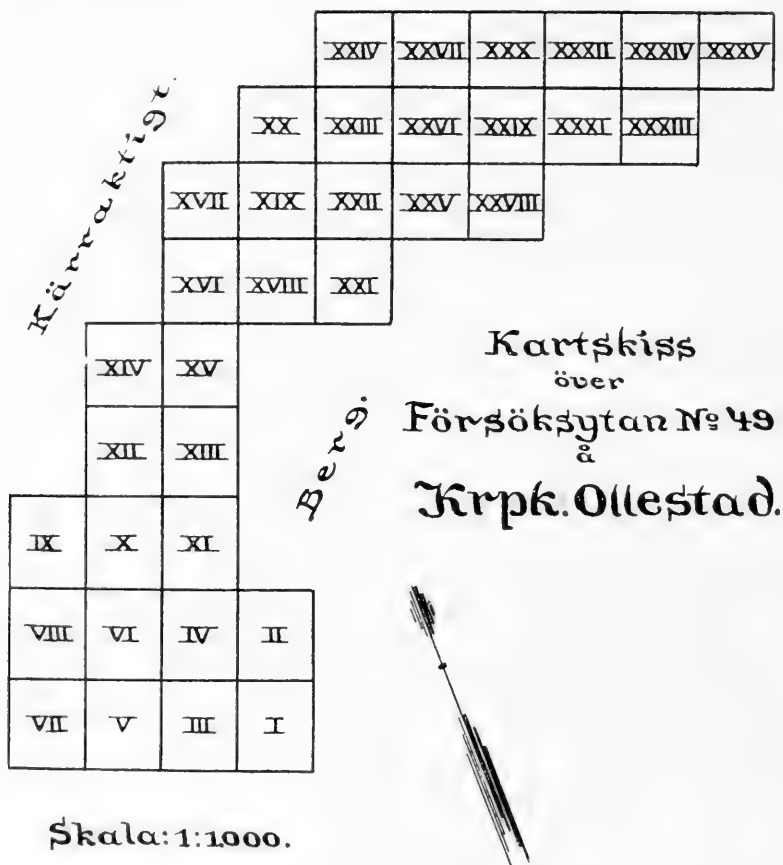 XXIV XXVII XXX XXXII XXXIV XXXV
XX XXIII XXVI XXIX XXXI XXXIII
XVII XIX XXII XXV XXVIII
XVI XVIII XXI
XIV XV
XII XIII
IX X XI
VIII VI IV II
VII V III I
Kärraktigt.
Berg.
Kartskiss
över
Försöksytan No 49
å
Krpk. Ollestad.
Skala: 1:1000.